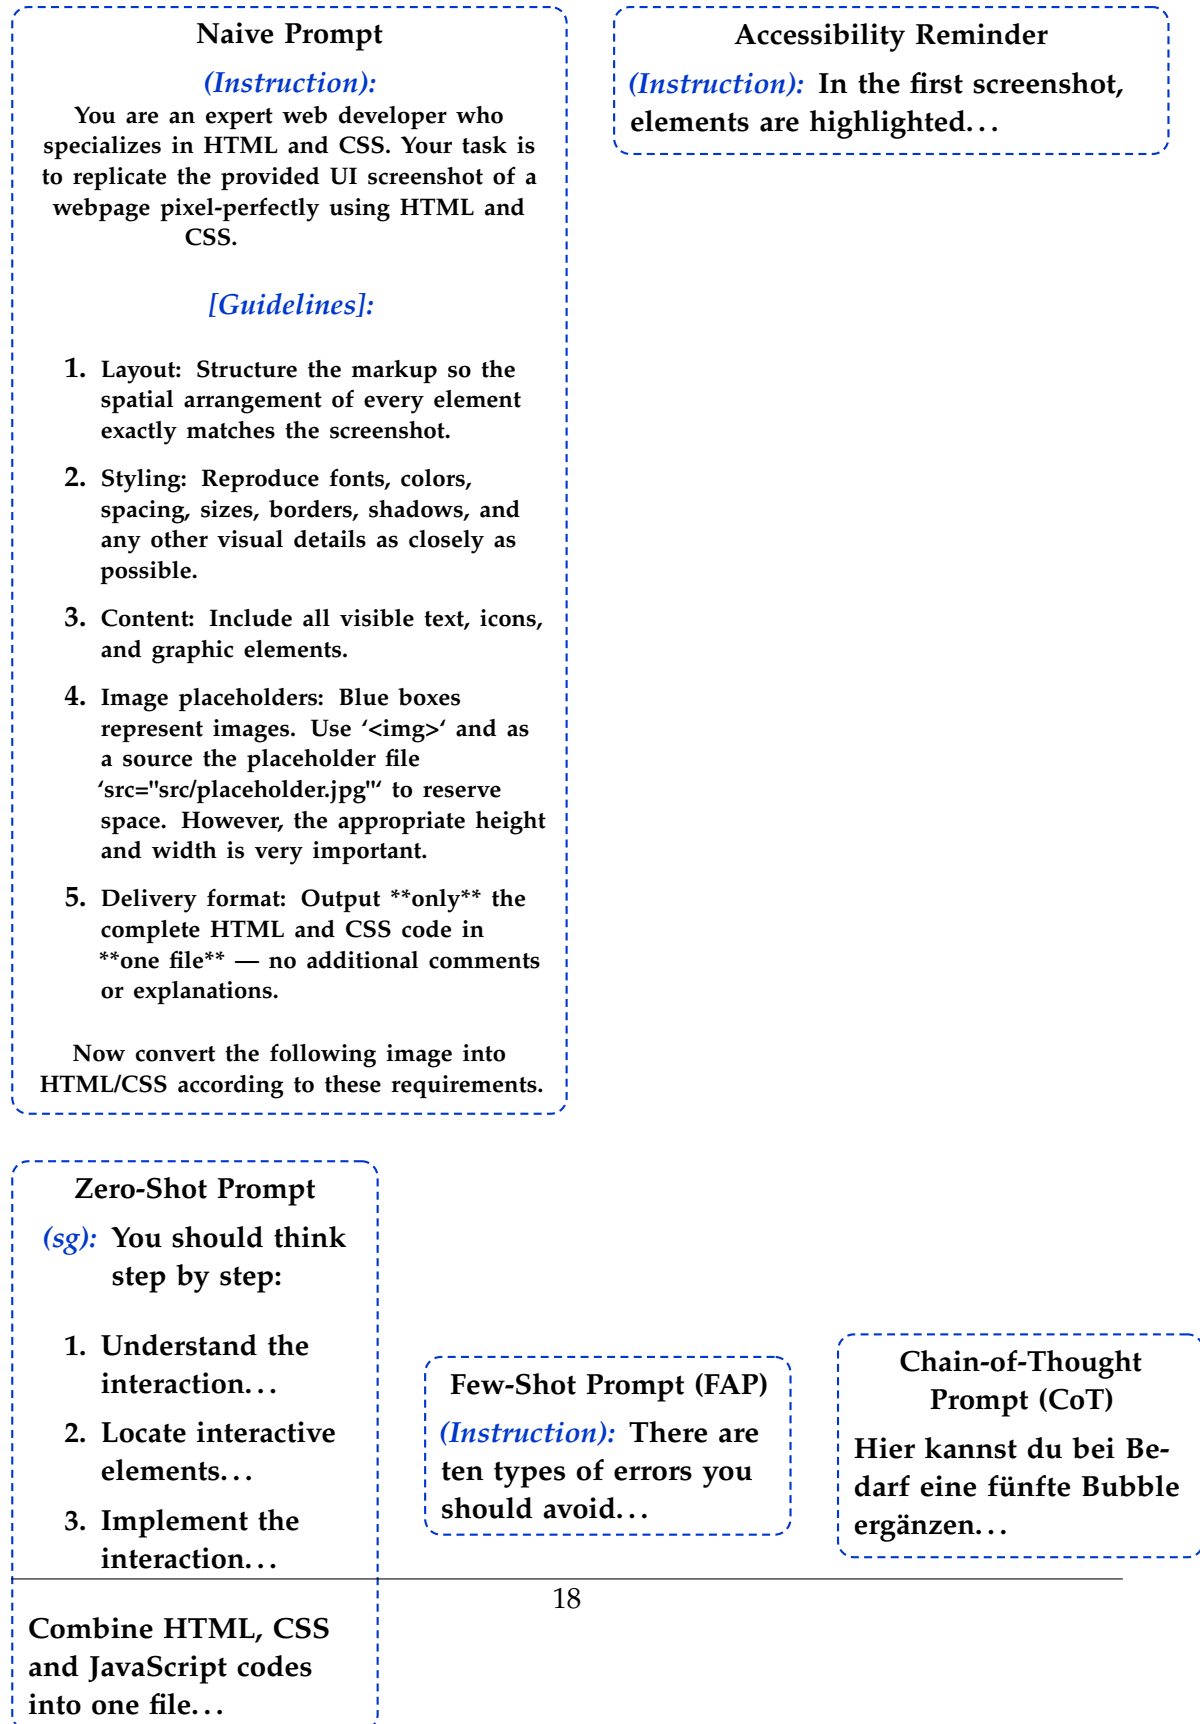 Naive Prompt
(Instruction):
You are an expert web developer who
specializes in HTML and CSS. Your task is
to replicate the provided UI screenshot of a
webpage pixel-perfectly using HTML and
CSS.
[Guidelines]:
1. Layout: Structure the markup so the
spatial arrangement of every element
exactly matches the screenshot.
2. Styling: Reproduce fonts, colors,
spacing, sizes, borders, shadows, and
any other visual details as closely as
possible.
3. Content: Include all visible text, icons,
and graphic elements.
4. Image placeholders: Blue boxes
represent images. Use ‘<img>‘ and as
a source the placeholder file
‘src="src/placeholder.jpg"‘ to reserve
space. However, the appropriate height
and width is very important.
5. Delivery format: Output **only** the
complete HTML and CSS code in
**one file** — no additional comments
or explanations.
Now convert the following image into
HTML/CSS according to these requirements.
Accessibility Reminder
(Instruction): In the first screenshot,
elements are highlighted...
Zero-Shot Prompt
(sg): You should think
step by step:
1. Understand the
interaction...
2. Locate interactive
elements...
3. Implement the
interaction...
Combine HTML, CSS
and JavaScript codes
into one file...
Few-Shot Prompt (FAP)
(Instruction): There are
ten types of errors you
should avoid...
Chain-of-Thought
Prompt (CoT)
Hier kannst du bei Be-
darf eine fünfte Bubble
ergänzen...
18